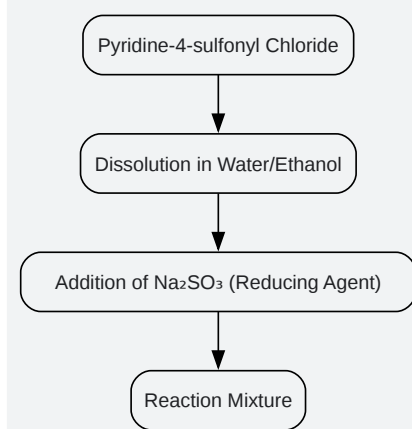 Pyridine-4-sulfonyl Chloride
Dissolution in Water/Ethanol
Addition of Na₂SO₃ (Reducing Agent)
Reaction Mixture